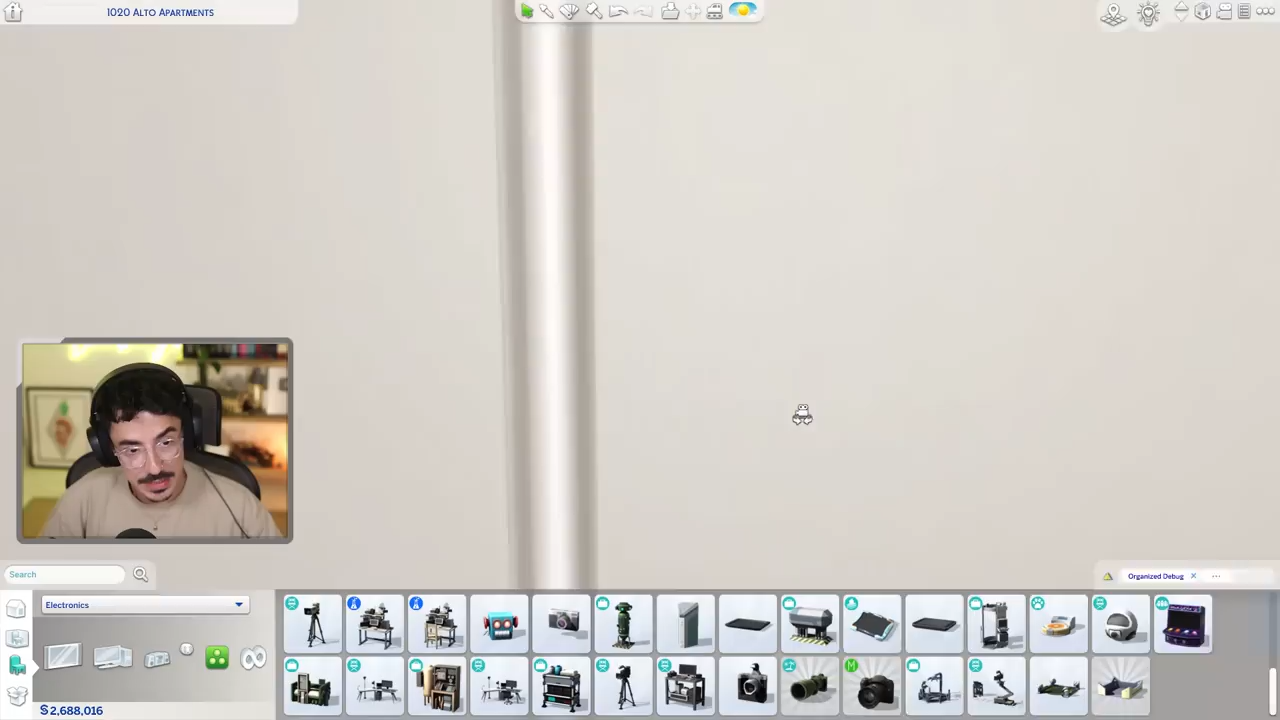 1020 Alto Apartments
Search
Organized Debug
Electronics
§2,688,016